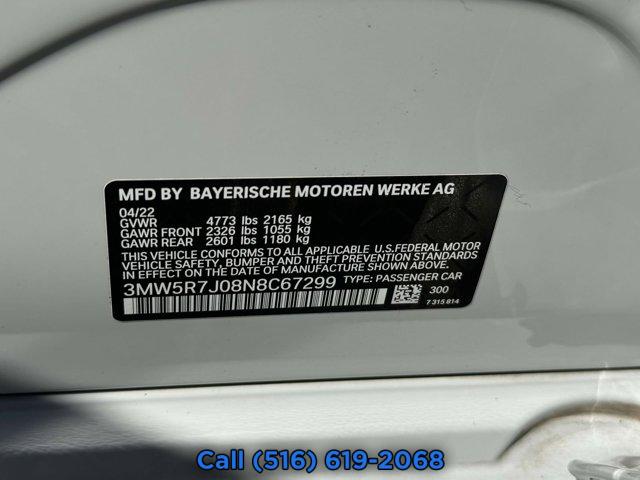 MFD BY BAYERISCHE MOTOREN WERKE AG
04/22
GVWR 4773 lbs 2165 kg
GAWR FRONT 2326 lbs 1055 kg
GAWR REAR 2601 lbs 1180 kg
THIS VEHICLE CONFORMS TO ALL APPLICABLE U.S.FEDERAL MOTOR
VEHICLE SAFETY, BUMPER, AND THEFT PREVENTION STANDARDS
IN EFFECT ON THE DATE OF MANUFACTURE SHOWN ABOVE.
3MW5R7J08N8C67299 TYPE: PASSENGER CAR
300
7 315 814
Call (516) 619-2068